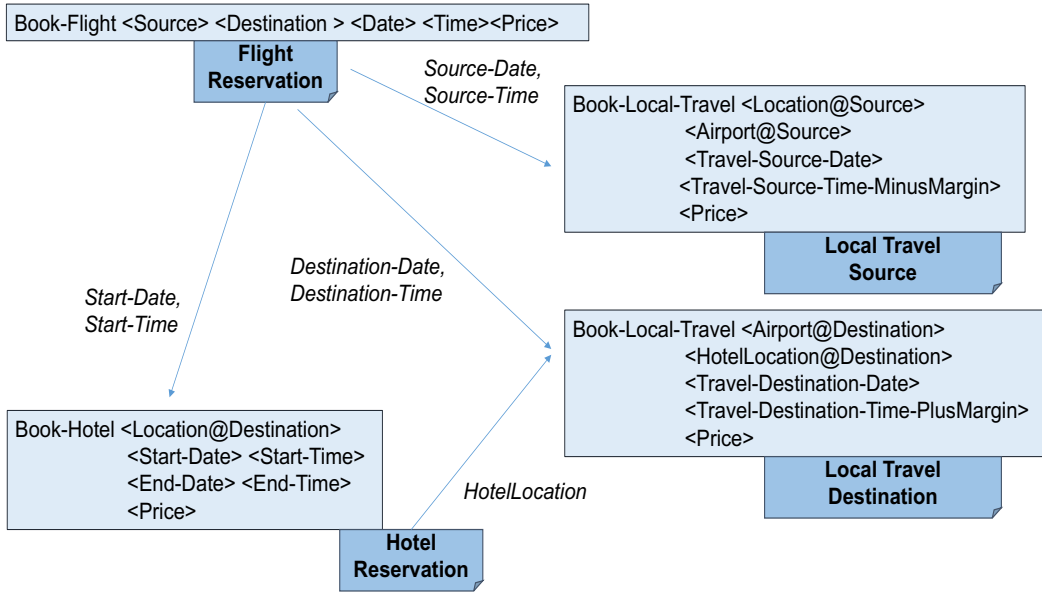 Book-Flight <Source> <Destination > <Date> <Time><Price>
Flight
Reservation
Source-Date,
Source-Time
Book-Local-Travel <Location@Source>
<Airport@Source>
<Travel-Source-Date>
<Travel-Source-Time-MinusMargin>
<Price>
Local Travel
Source
Destination-Date,
Destination-Time
Start-Date,
Start-Time
Book-Local-Travel <Airport@Destination>
<HotelLocation@Destination>
<Travel-Destination-Date>
<Travel-Destination-Time-PlusMargin>
<Price>
Local Travel
Destination
Book-Hotel <Location@Destination>
<Start-Date> <Start-Time>
<End-Date> <End-Time>
<Price>
HotelLocation
Hotel
Reservation